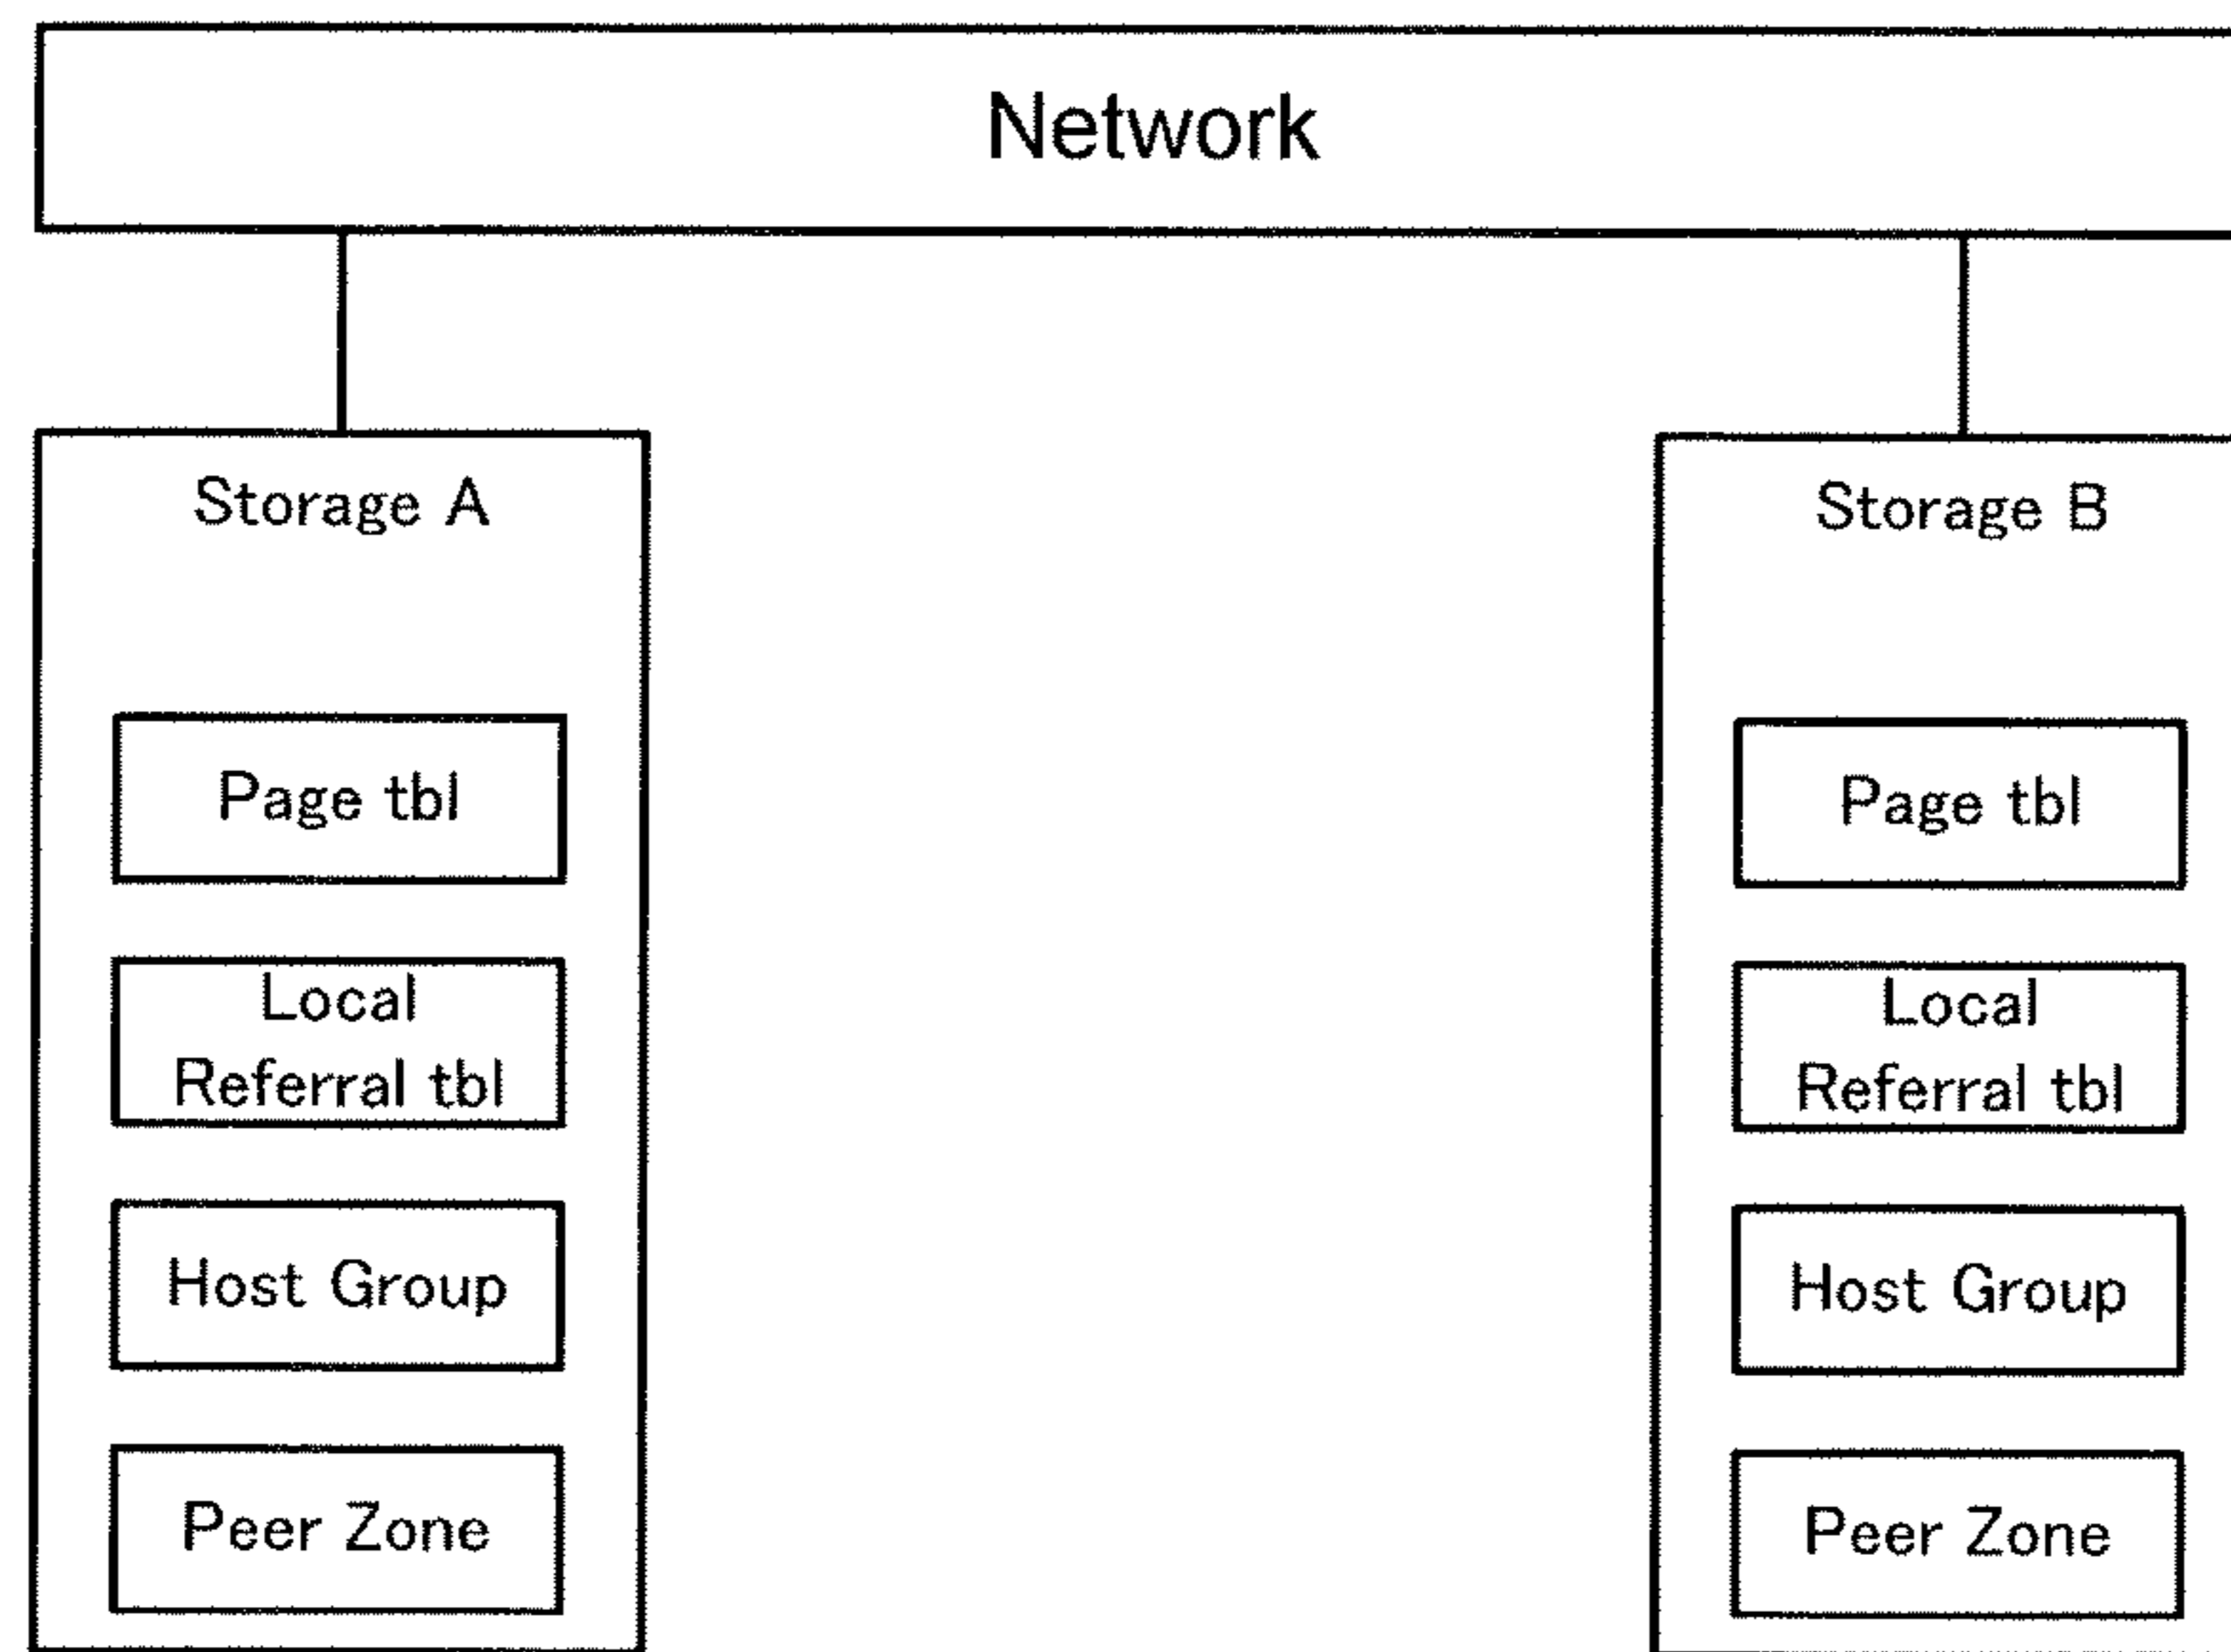 Network
Storage A
Page tbl
Local
Referral tbl
Host Group
Peer Zone
Storage B
Page tbl
Local
Referral tbl
Host Group
Peer Zone